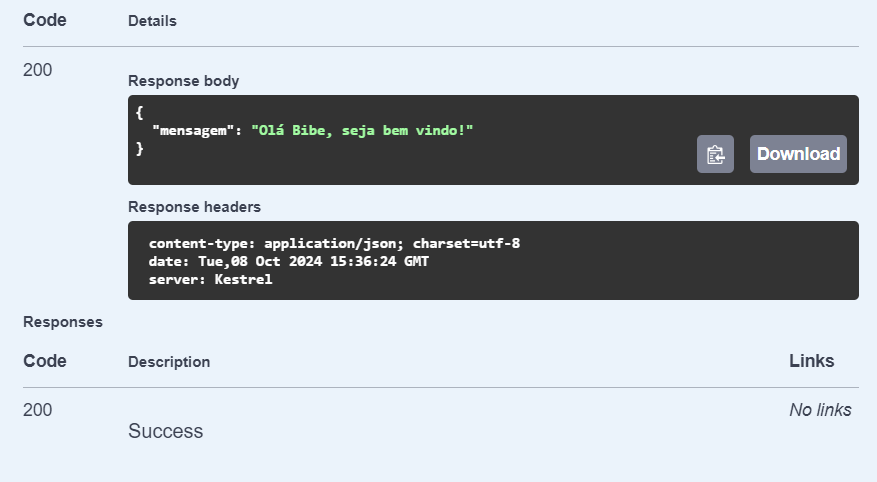 Code Details
200
Response body
{
"mensagem": "Olá Bibe, seja bem vindo!"
}
Download
Response headers
content-type: application/json; charset=utf-8
date: Tue,08 Oct 2024 15:36:24 GMT
server: Kestrel
Responses
Code Description Links
200 No links
Success